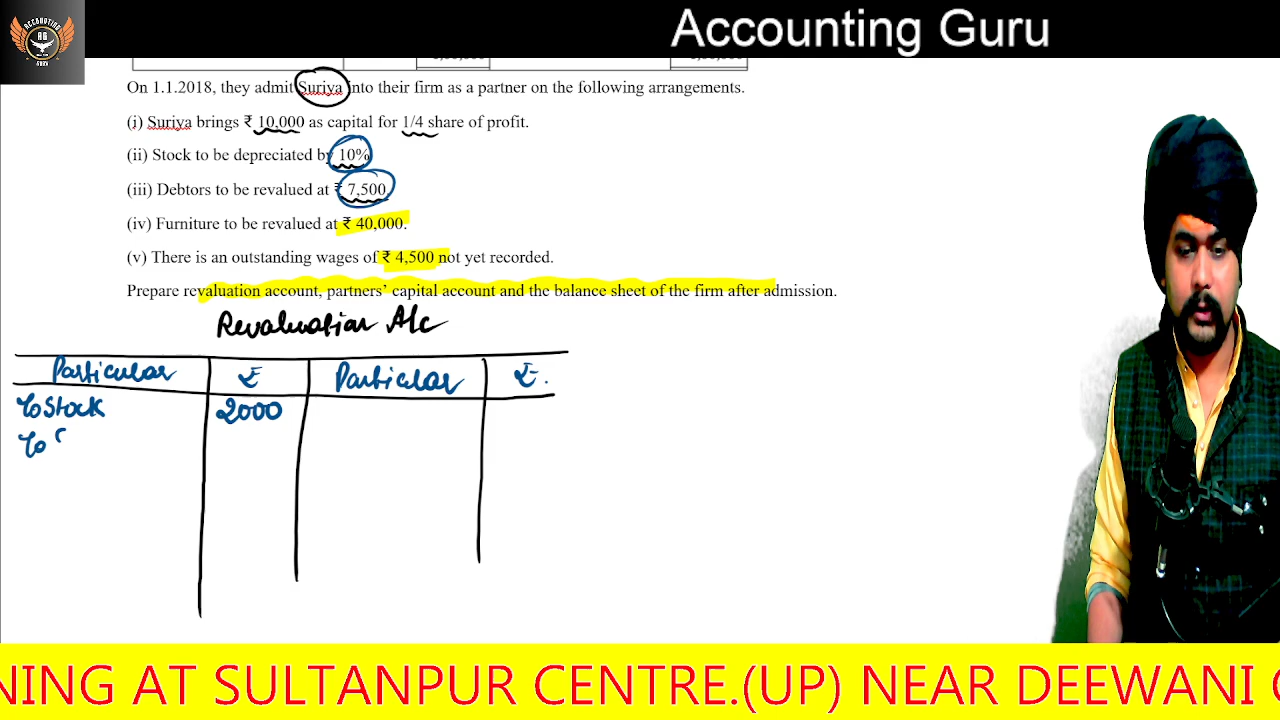 Accounting Guru
ACCOUNTING
AG
GURU
On 1.1.2018, they admit Suriya into their firm as a partner on the following arrangements.
(i) Suriya brings ₹ 10,000 as capital for 1/4 share of profit.
(ii) Stock to be depreciated by 10%
(iii) Debtors to be revalued at ₹ 7,500
(iv) Furniture to be revalued at ₹ 40,000.
(v) There is an outstanding wages of ₹ 4,500 not yet recorded.
Prepare revaluation account, partners’ capital account and the balance sheet of the firm after admission.
Revaluation A/c
Particular ₹ Particular ₹.
To Stock 2000
To
NING AT SULTANPUR CENTRE.(UP) NEAR DEEWANI